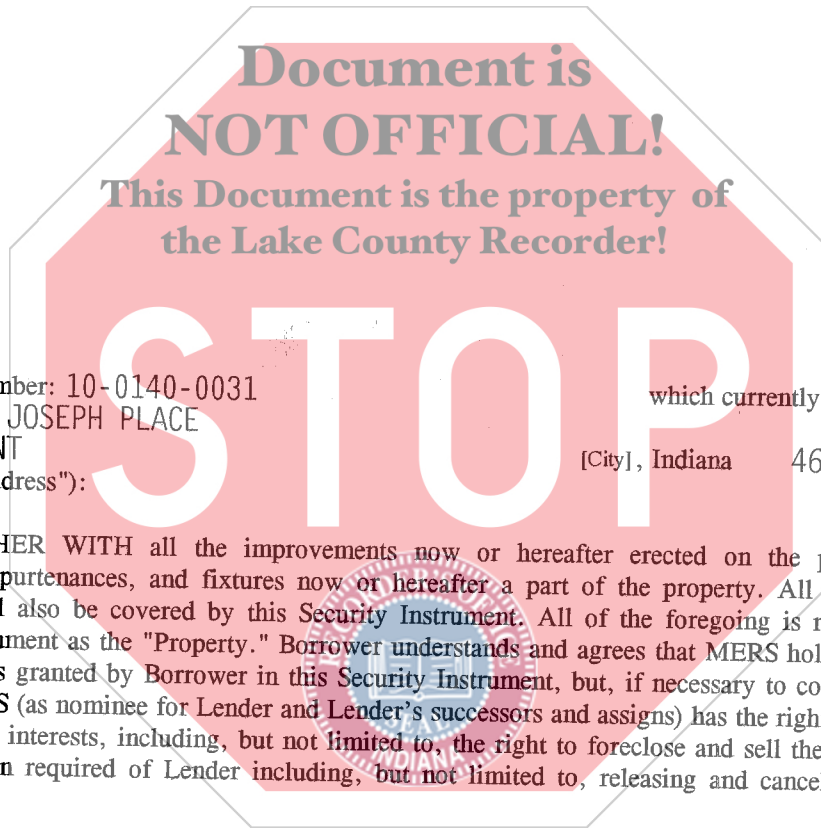 Document is
NOT OFFICIAL!
This Document is the property of
the Lake County Recorder!
STOP
mber: 10-0140-0031
which currently
JOSEPH PLACE
NT
[City], Indiana 46
dress"):
HER WITH all the improvements now or hereafter erected on the
purtenances, and fixtures now or hereafter a part of the property. All
also be covered by this Security Instrument. All of the foregoing is
ment as the "Property." Borrower understands and agrees that MERS hol
s granted by Borrower in this Security Instrument, but, if necessary to co
S (as nominee for Lender and Lender's successors and assigns) has the righ
interests, including, but not limited to, the right to foreclose and sell the
n required of Lender including, but not limited to, releasing and cancel
INDIANA